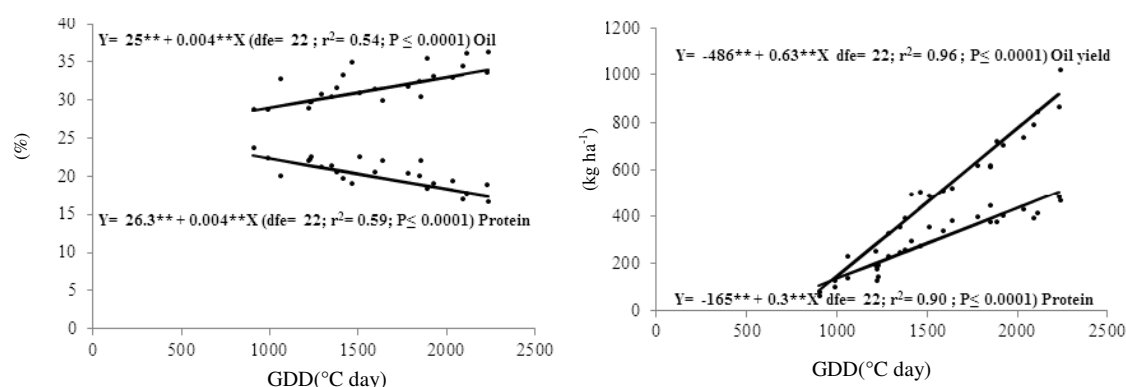 40
Y= 25** + 0.004**X (dfe= 22 ; r²= 0.54; P ≤ 0.0001) Oil
35
30
25
(%)
20
15
Y= 26.3** + 0.004**X (dfe= 22; r²= 0.59; P≤ 0.0001) Protein
10
5
0
0 500 1000 1500 2000 2500
GDD(°C day)
1200
Y= -486** + 0.63**X dfe= 22; r²= 0.96 ; P≤ 0.0001) Oil yield
1000
800
(kg ha⁻¹)
600
400
200
Y= -165** + 0.3**X dfe= 22; r²= 0.90 ; P≤ 0.0001) Protein
0
0 500 1000 1500 2000 2500
GDD(°C day)